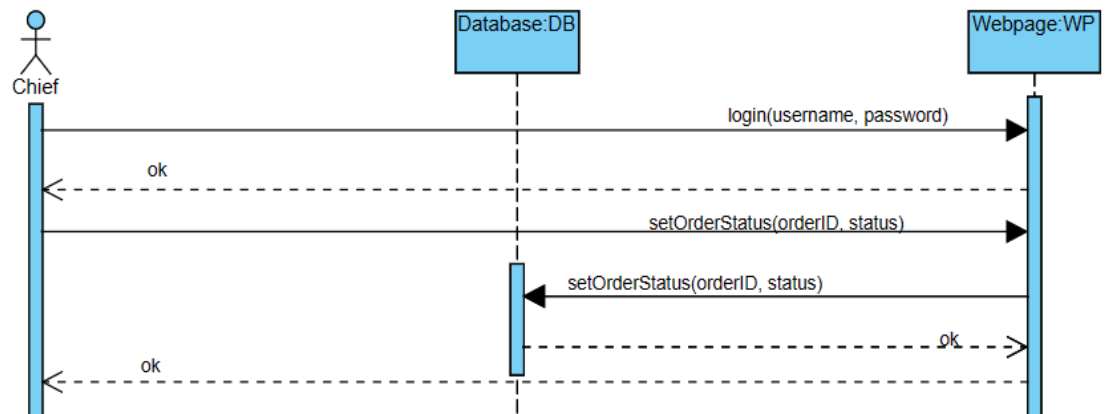 Database:DB
Webpage:WP
Chief
login(username, password)
ok
setOrderStatus(orderID, status)
setOrderStatus(orderID, status)
ok
ok